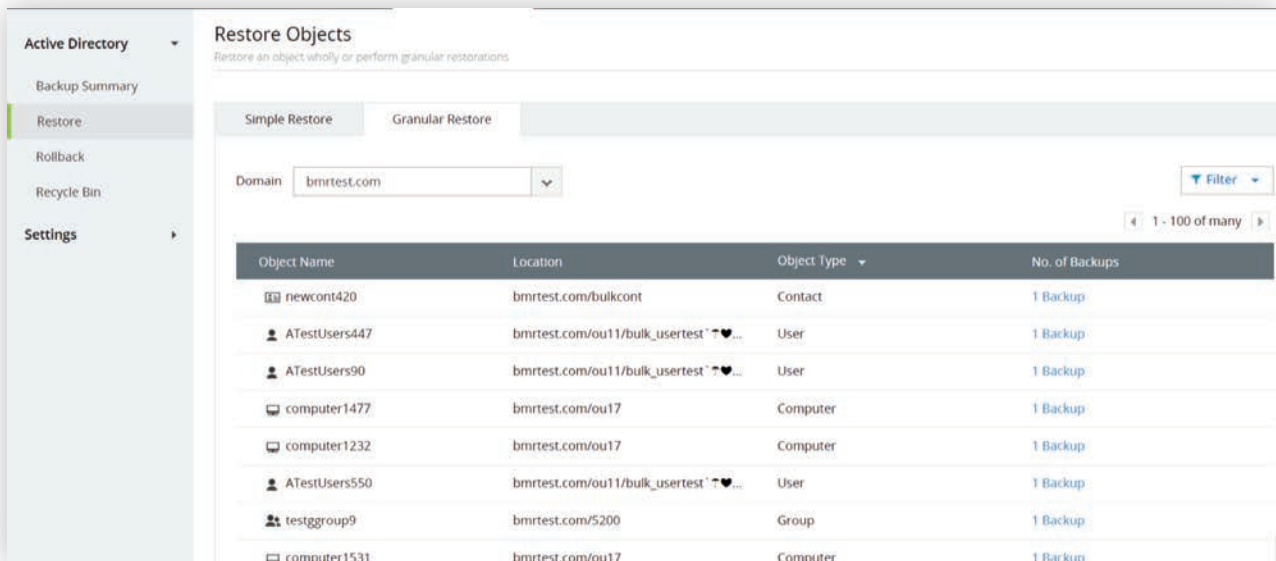 Active Directory
Backup Summary
Restore
Rollback
Recycle Bin
Settings
Restore Objects
Restore an object wholly or perform granular restorations
Simple Restore Granular Restore
Domain bmrtest.com
Filter
1 - 100 of many
Object Name Location Object Type No. of Backups
newcont420 bmrtest.com/bulkcont Contact 1 Backup
ATestUsers447 bmrtest.com/ou11/bulk_usertest`☂♥... User 1 Backup
ATestUsers90 bmrtest.com/ou11/bulk_usertest`☂♥... User 1 Backup
computer1477 bmrtest.com/ou17 Computer 1 Backup
computer1232 bmrtest.com/ou17 Computer 1 Backup
ATestUsers550 bmrtest.com/ou11/bulk_usertest`☂♥... User 1 Backup
testggroup9 bmrtest.com/5200 Group 1 Backup
computer1531 bmrtest.com/ou17 Computer 1 Backup